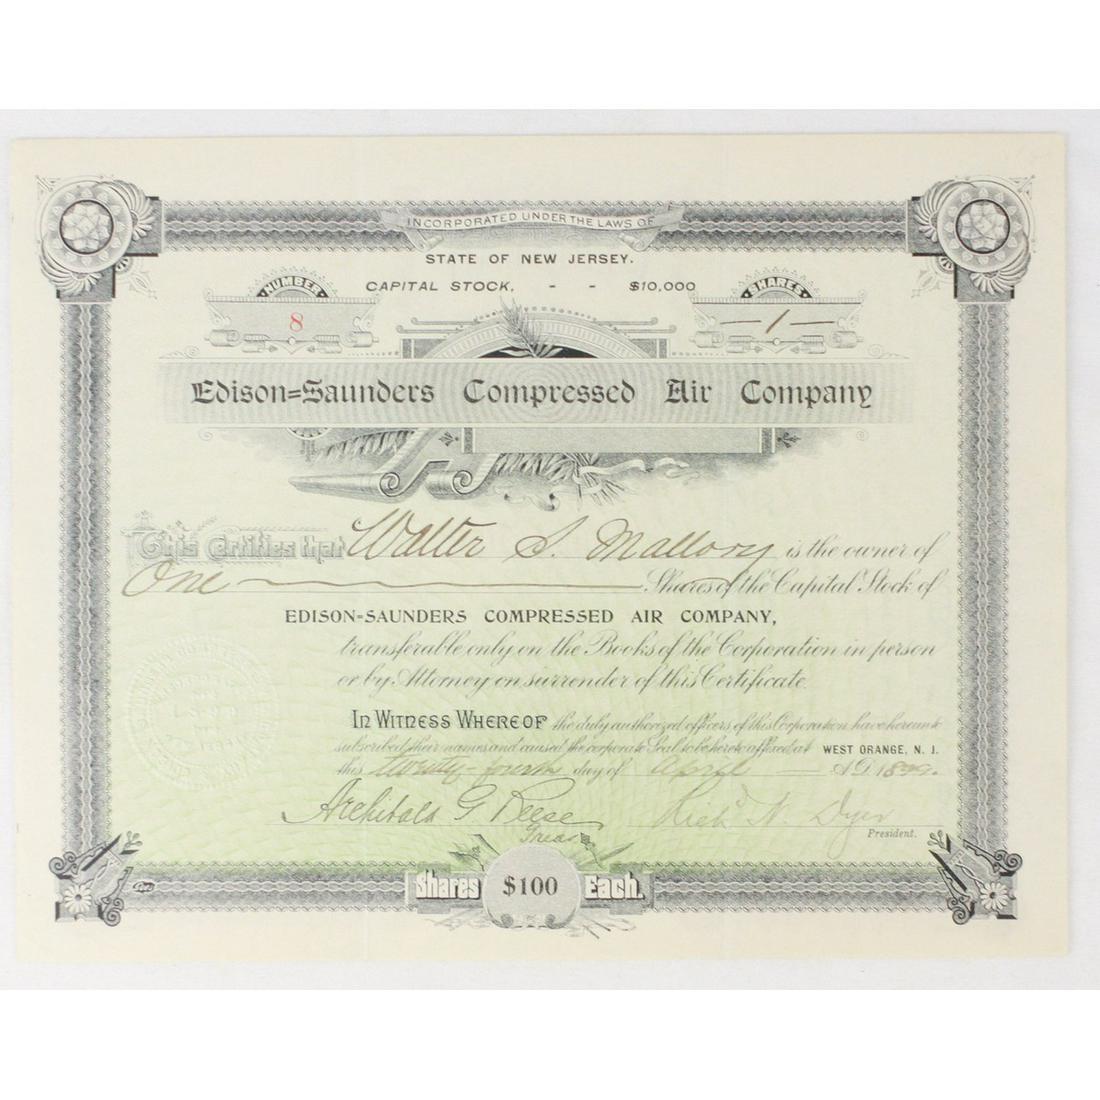 INCORPORATED UNDER THE LAWS OF
STATE OF NEW JERSEY.
CAPITAL STOCK, - - $10,000
NUMBER
8
SHARES
—1—
Edison=Saunders Compressed Air Company
This Certifies that Walter S. Mallory is the owner of
One Shares of the Capital Stock of
EDISON=SAUNDERS COMPRESSED AIR COMPANY,
transferable only on the Books of the Corporation in person
or by Attorney on surrender of this Certificate.
IN WITNESS WHEREOF the duly authorized officers of this Corporation have hereunto
subscribed their names and caused the corporate Seal to be hereto affixed at WEST ORANGE, N. J.
this twenty-fourth day of April A.D. 1899.
Archibald G Reese Rich'd N. Dyer
Treas President.
Shares $100 Each.